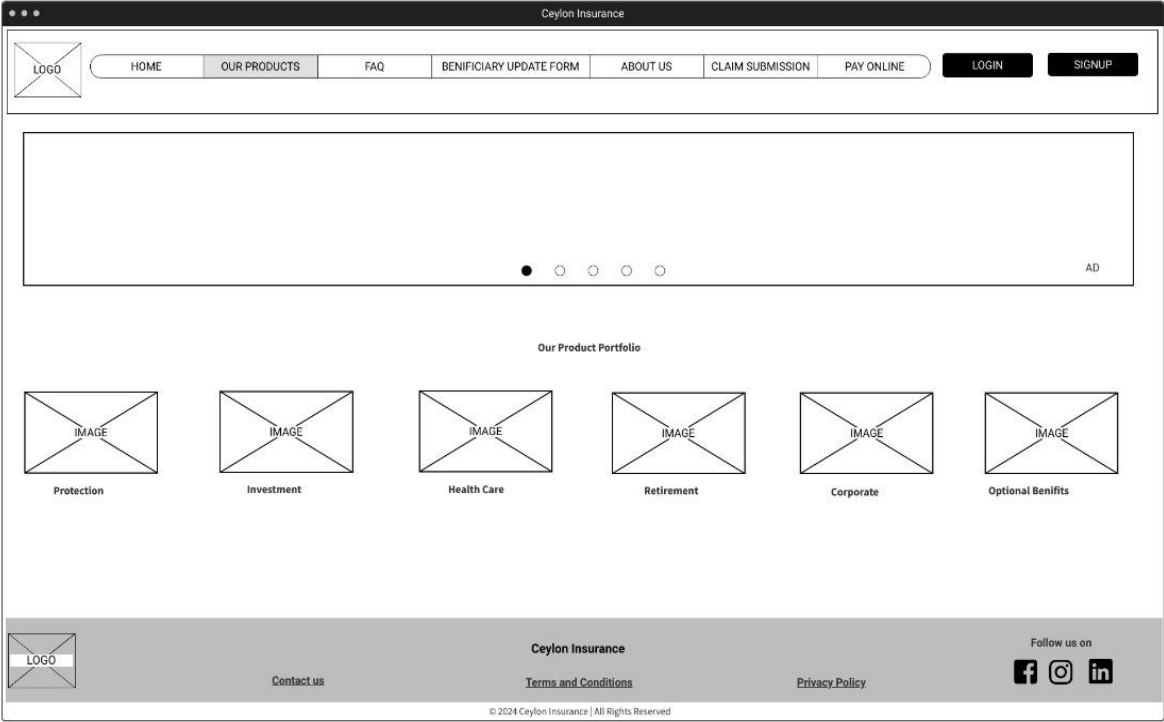 Ceylon Insurance
LOGO
HOME OUR PRODUCTS FAQ BENIFICIARY UPDATE FORM ABOUT US CLAIM SUBMISSION PAY ONLINE LOGIN SIGNUP
AD
Our Product Portfolio
IMAGE IMAGE IMAGE IMAGE IMAGE IMAGE
Protection Investment Health Care Retirement Corporate Optional Benifits
LOGO
Ceylon Insurance
Follow us on
Contact us Terms and Conditions Privacy Policy
© 2024 Ceylon Insurance | All Rights Reserved